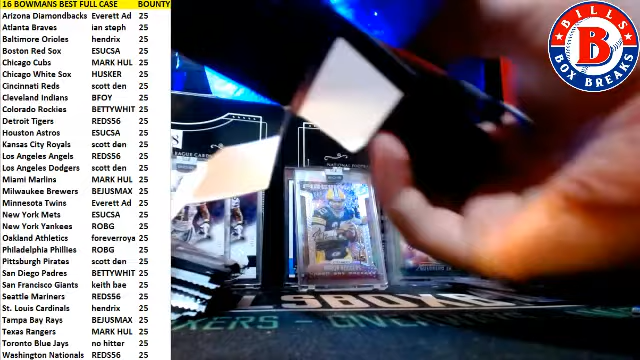 16 BOWMANS BEST FULL CASE BOUNTY
Arizona Diamondbacks Everett Ad 25
Atlanta Braves ian steph 25
Baltimore Orioles hendrix 25
Boston Red Sox ESUCSA 25
Chicago Cubs MARK HUL 25
Chicago White Sox HUSKER 25
Cincinnati Reds scott den 25
Cleveland Indians BFOY 25
Colorado Rockies BETTYWHIT 25
Detroit Tigers REDS56 25
Houston Astros ESUCSA 25
Kansas City Royals scott den 25
Los Angeles Angels REDS56 25
Los Angeles Dodgers scott den 25
Miami Marlins MARK HUL 25
Milwaukee Brewers BEJUSMAX 25
Minnesota Twins Everett Ad 25
New York Mets ESUCSA 25
New York Yankees ROBG 25
Oakland Athletics foreverroya 25
Philadelphia Phillies ROBG 25
Pittsburgh Pirates scott den 25
San Diego Padres BETTYWHIT 25
San Francisco Giants keith bae 25
Seattle Mariners REDS56 25
St. Louis Cardinals hendrix 25
Tampa Bay Rays BEJUSMAX 25
Texas Rangers MARK HUL 25
Toronto Blue Jays no hitter 25
Washington Nationals REDS56 25
BILLS
B
BOX BREAKS